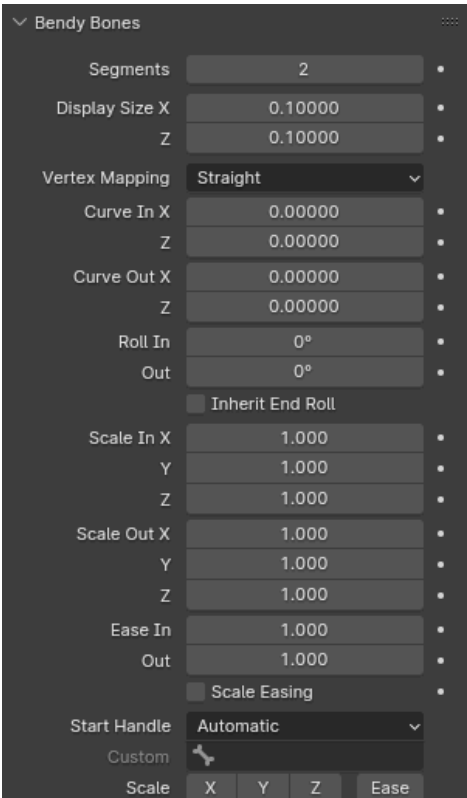 Bendy Bones
Segments 2
Display Size X 0.10000
Z 0.10000
Vertex Mapping Straight
Curve In X 0.00000
Z 0.00000
Curve Out X 0.00000
Z 0.00000
Roll In 0°
Out 0°
Inherit End Roll
Scale In X 1.000
Y 1.000
Z 1.000
Scale Out X 1.000
Y 1.000
Z 1.000
Ease In 1.000
Out 1.000
Scale Easing
Start Handle Automatic
Custom
Scale X Y Z Ease